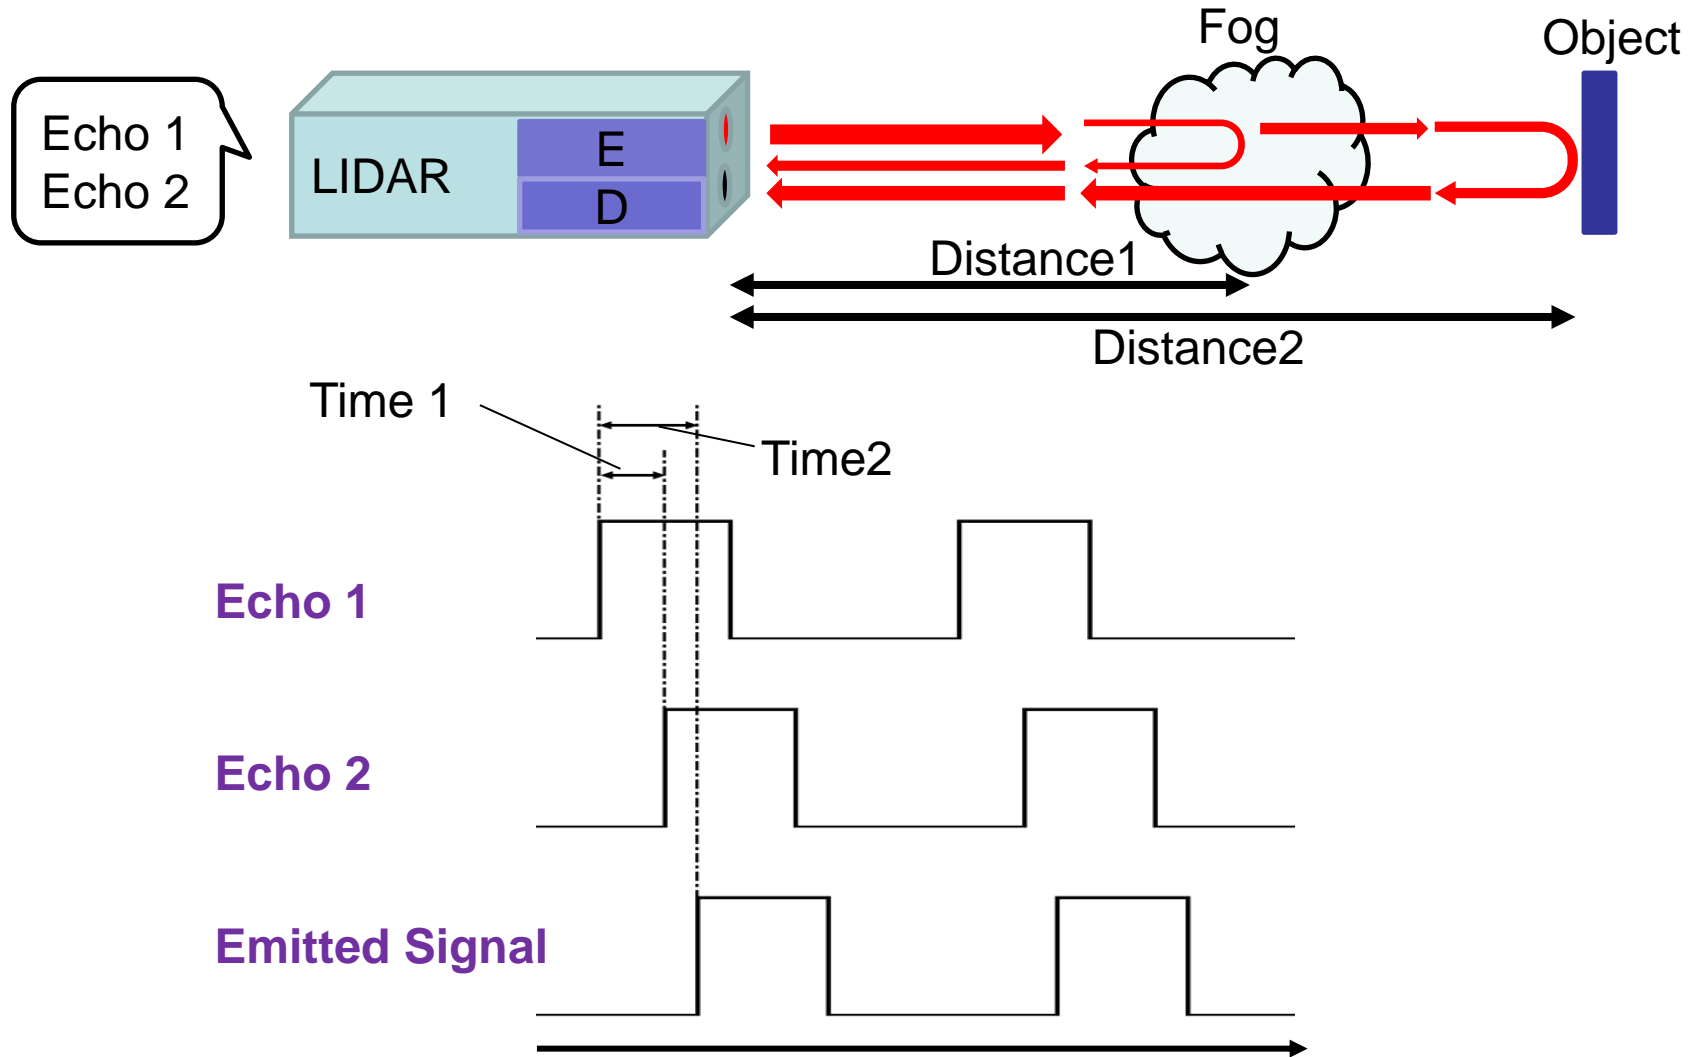 Fog
Object
Echo 1
Echo 2
LIDAR
E
D
Distance1
Distance2
Time 1
Time2
Echo 1
Echo 2
Emitted Signal